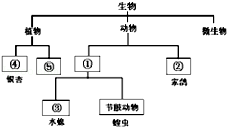 生物
植物 动物 微生物
④ ⑤ ① ②
银杏 家鸽
③ 节肢动物
水螅 蝗虫